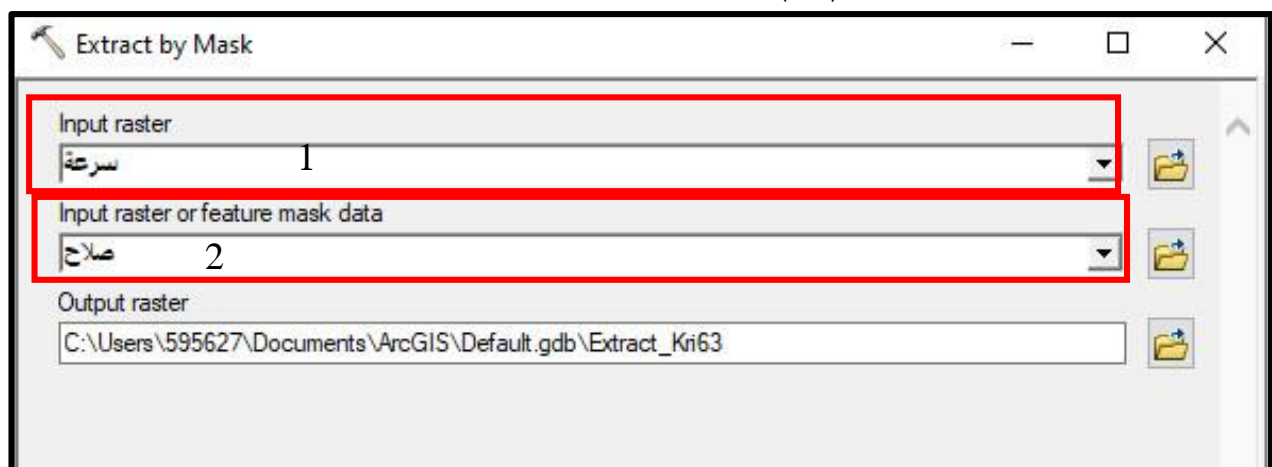 Extract by Mask
Input raster
سرعة 1
Input raster or feature mask data
صلاح 2
Output raster
C:\Users\595627\Documents\ArcGIS\Default.gdb\Extract_Kri63